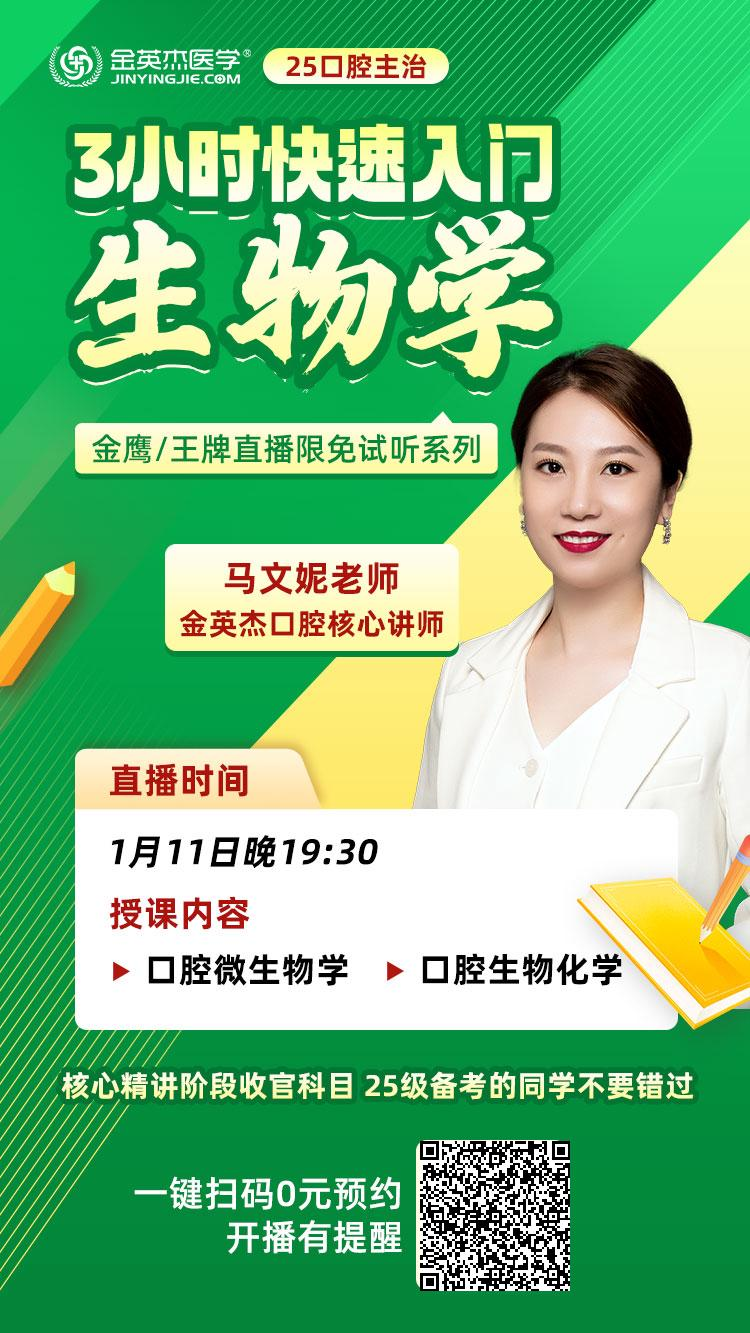 金英杰医学®
JINYINGJIE.COM
25口腔主治
3小时快速入门
生物学
金鹰/王牌直播限免试听系列
马文妮老师
金英杰口腔核心讲师
直播时间
1月11日晚19:30
授课内容
▶ 口腔微生物学 ▶ 口腔生物化学
核心精讲阶段收官科目 25级备考的同学不要错过
一键扫码0元预约
开播有提醒